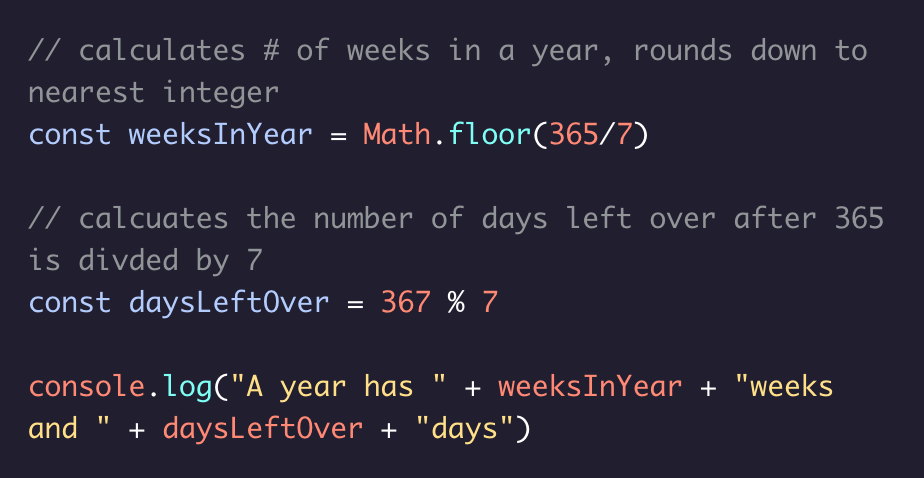 // calculates # of weeks in a year, rounds down to
nearest integer
const weeksInYear = Math.floor(365/7)
// calcuates the number of days left over after 365
is divded by 7
const daysLeftOver = 367 % 7
console.log("A year has " + weeksInYear + "weeks
and " + daysLeftOver + "days")